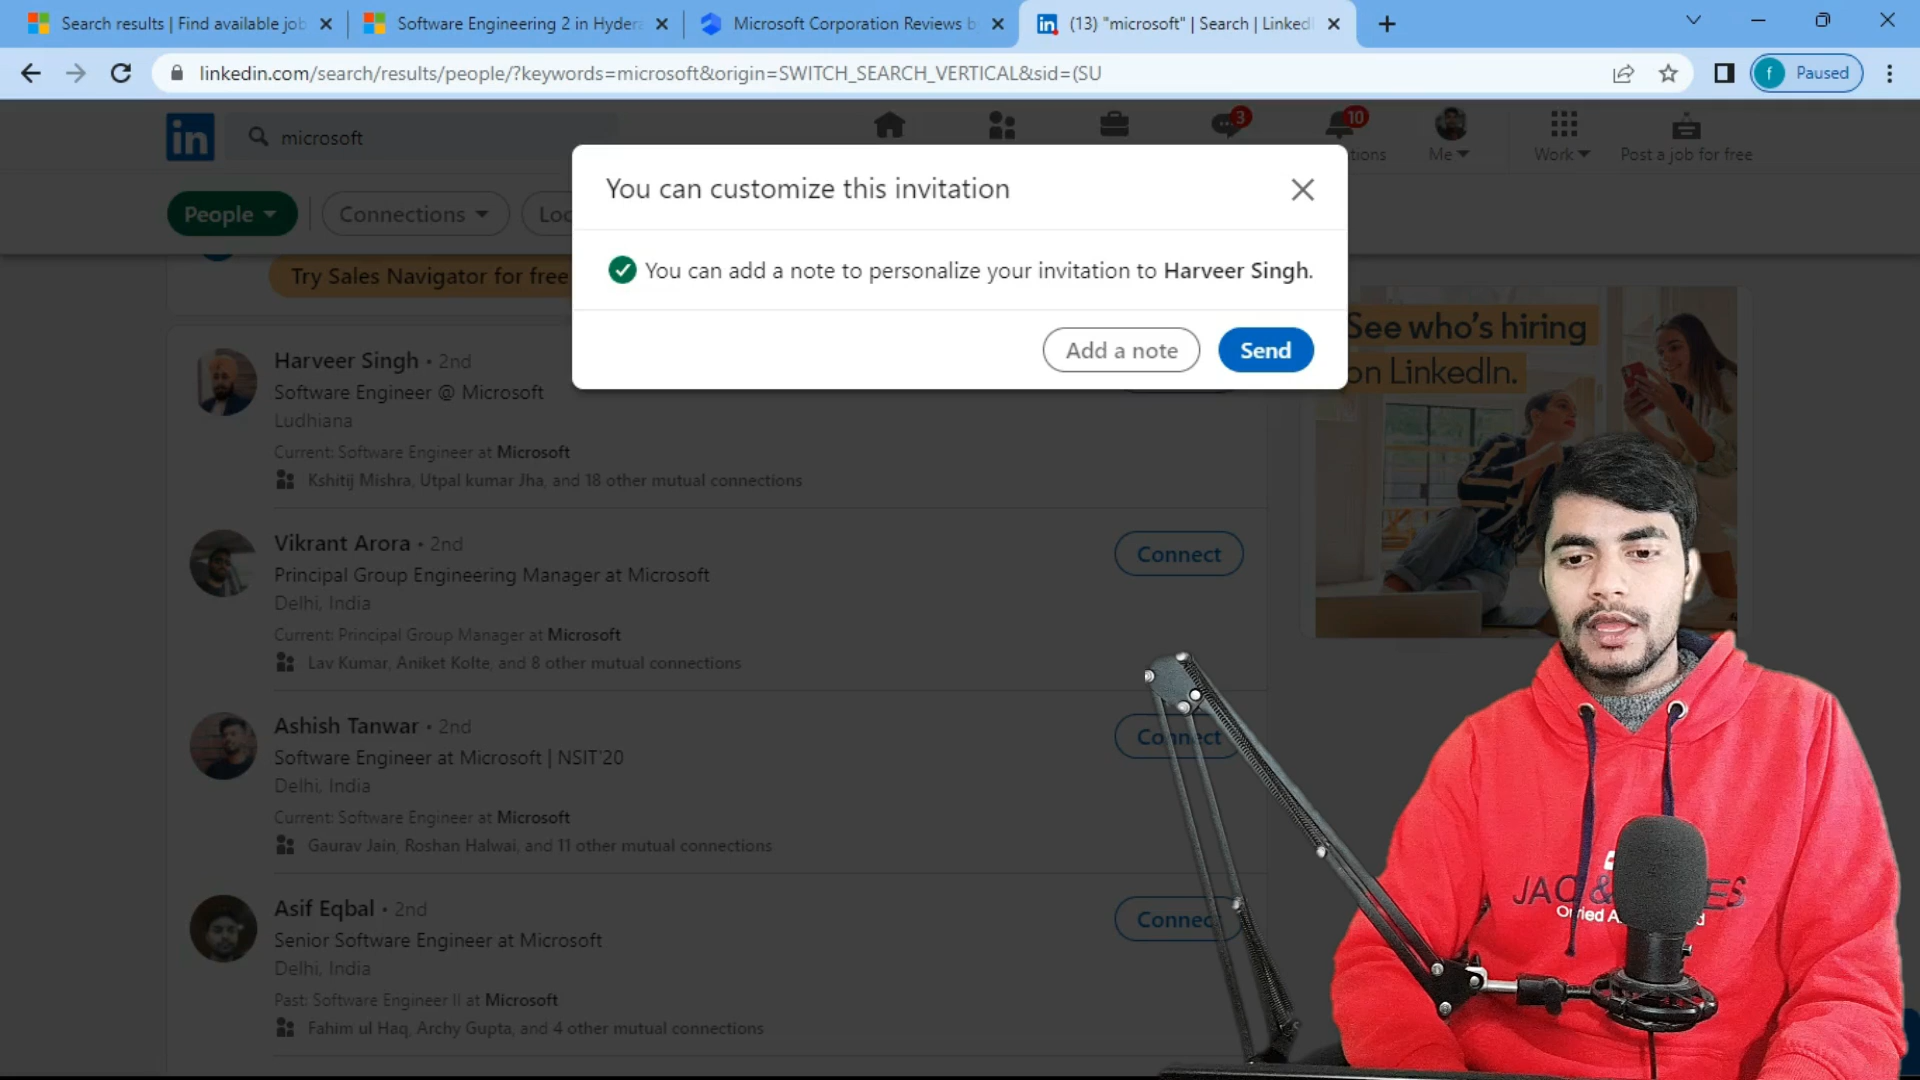 Search results | Find available job
Software Engineering 2 in Hydera
Microsoft Corporation Reviews b
(13) "microsoft" | Search | LinkedI
linkedin.com/search/results/people/?keywords=microsoft&origin=SWITCH_SEARCH_VERTICAL&sid=(SU
f
Paused
in
microsoft
3
10
tions
Me
Work
Post a job for free
People
Connections
Loc
You can customize this invitation
You can add a note to personalize your invitation to Harveer Singh.
Add a note
Send
Try Sales Navigator for free
See who's hiring
on LinkedIn.
Harveer Singh • 2nd
Software Engineer @ Microsoft
Ludhiana
Current: Software Engineer at Microsoft
Kshitij Mishra, Utpal kumar Jha, and 18 other mutual connections
Vikrant Arora • 2nd
Connect
Principal Group Engineering Manager at Microsoft
Delhi, India
Current: Principal Group Manager at Microsoft
Lav Kumar, Aniket Kolte, and 8 other mutual connections
Ashish Tanwar • 2nd
Connect
Software Engineer at Microsoft | NSIT'20
Delhi, India
Current: Software Engineer at Microsoft
Gaurav Jain, Roshan Halwai, and 11 other mutual connections
Asif Eqbal • 2nd
Connec
Senior Software Engineer at Microsoft
Delhi, India
Past: Software Engineer II at Microsoft
Fahim ul Haq, Archy Gupta, and 4 other mutual connections